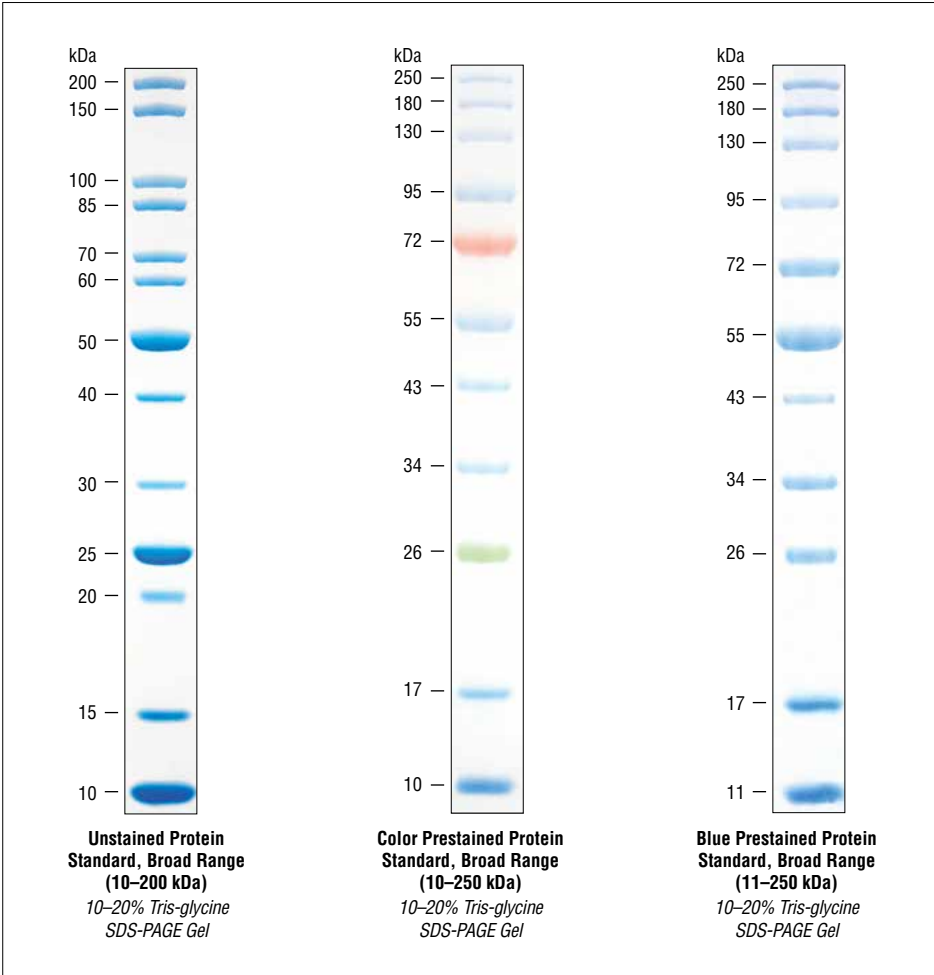 kDa
200
150
100
85
70
60
50
40
30
25
20
15
10
Unstained Protein
Standard, Broad Range
(10–200 kDa)
10–20% Tris-glycine
SDS-PAGE Gel
kDa
250
180
130
95
72
55
43
34
26
17
10
Color Prestained Protein
Standard, Broad Range
(10–250 kDa)
10–20% Tris-glycine
SDS-PAGE Gel
kDa
250
180
130
95
72
55
43
34
26
17
11
Blue Prestained Protein
Standard, Broad Range
(11–250 kDa)
10–20% Tris-glycine
SDS-PAGE Gel